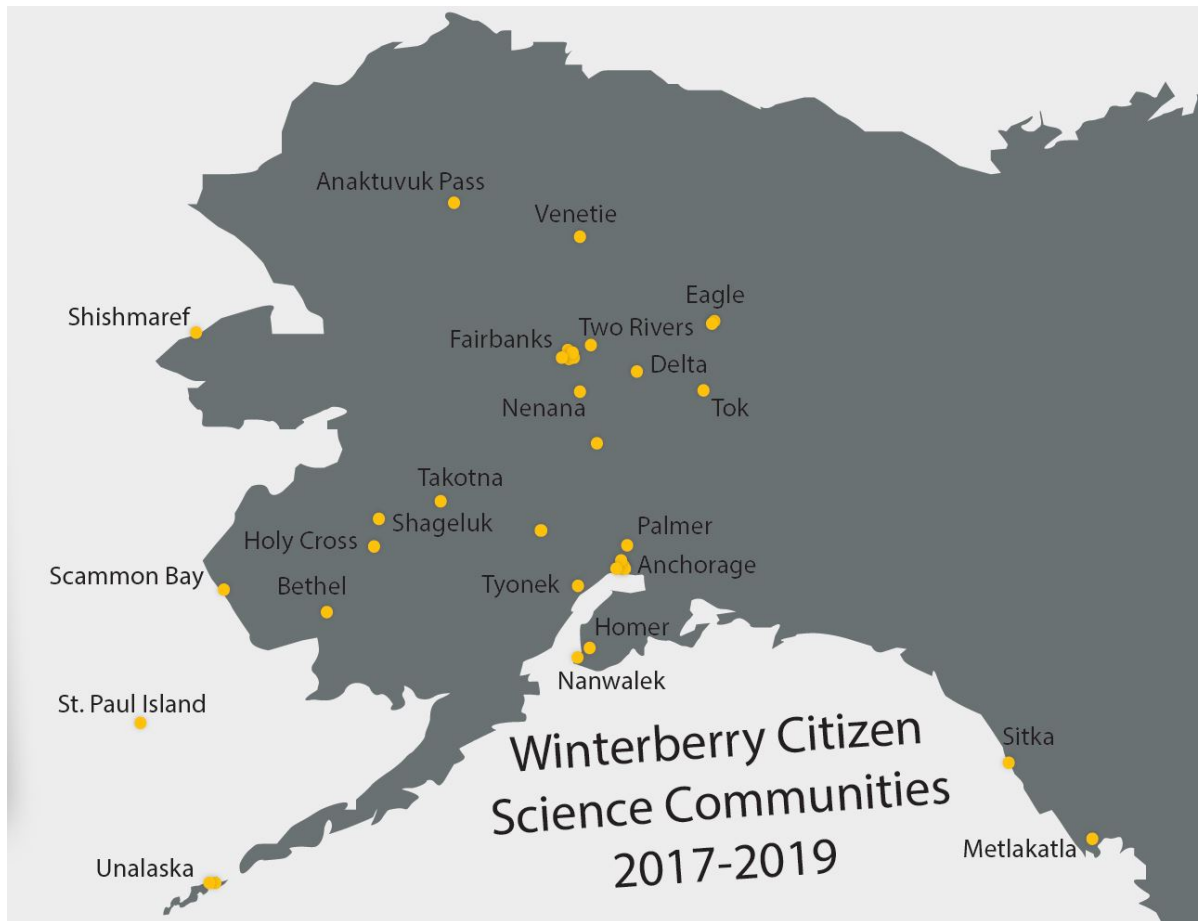 Anaktuvuk Pass
Venetie
Eagle
Shishmaref
Two Rivers
Fairbanks
Delta
Nenana
Tok
Takotna
Shageluk
Palmer
Holy Cross
Anchorage
Scammon Bay
Bethel
Tyonek
Homer
Nanwalek
St. Paul Island
Winterberry Citizen
Science Communities
2017-2019
Sitka
Metlakatla
Unalaska